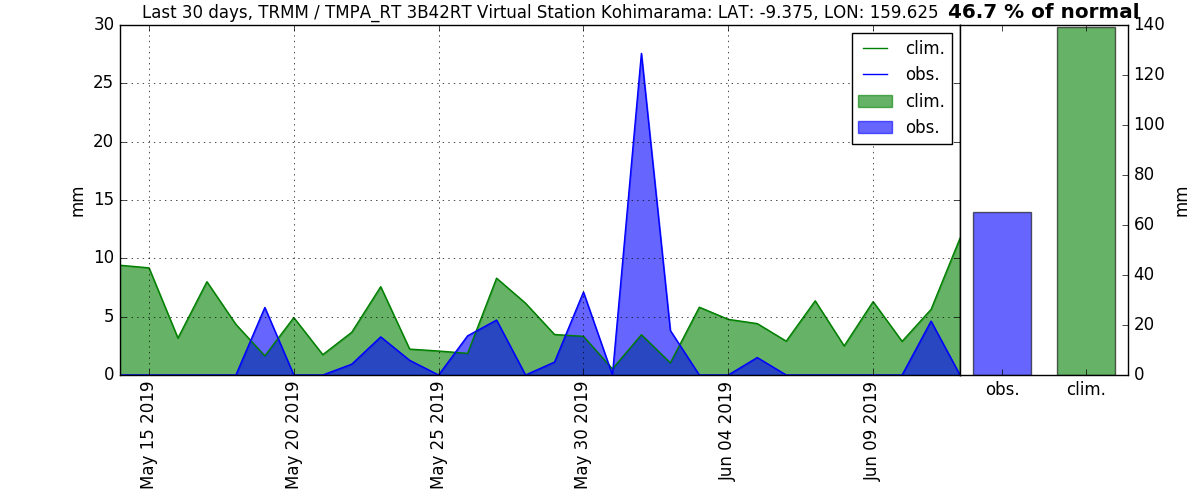 Last 30 days, TRMM / TMPA_RT 3B42RT Virtual Station Kohimarama: LAT: -9.375, LON: 159.625
46.7 % of normal
30
25
20
15
10
5
0
mm
clim.
obs.
clim.
obs.
May 15 2019
May 20 2019
May 25 2019
May 30 2019
Jun 04 2019
Jun 09 2019
140
120
100
80
60
40
20
0
mm
obs.
clim.